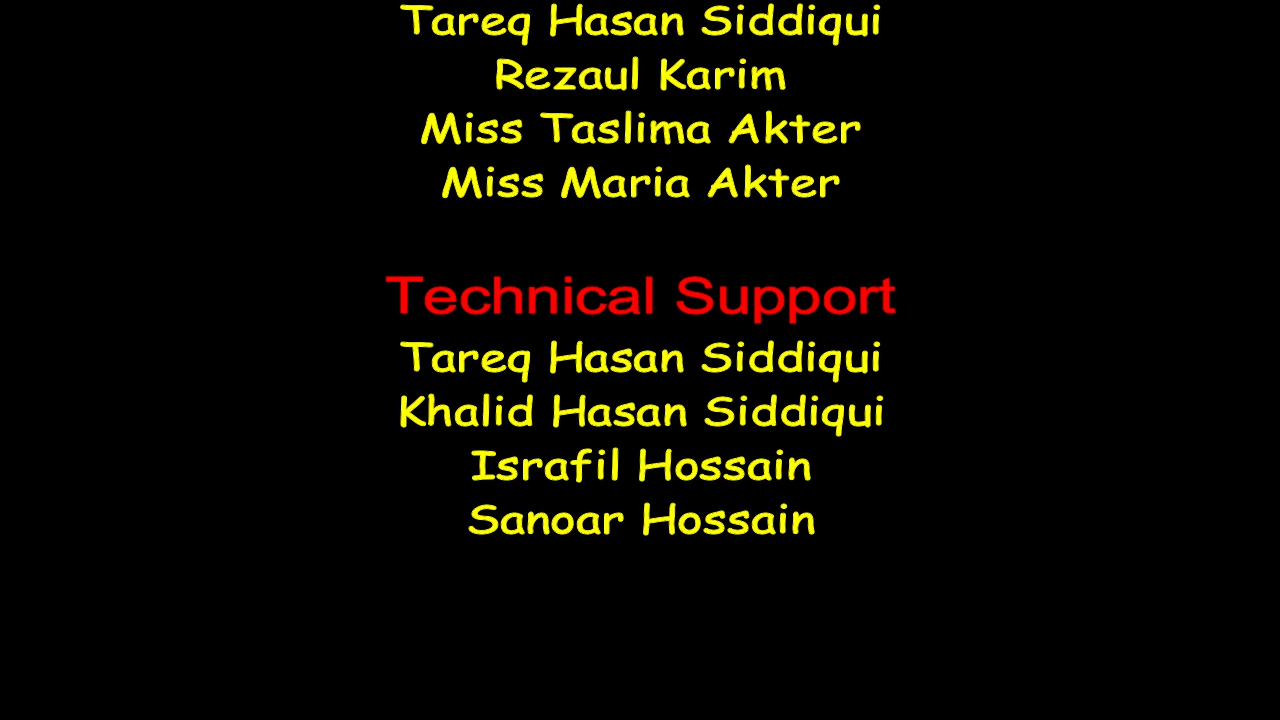 Tareq Hasan Siddiqui
Rezaul Karim
Miss Taslima Akter
Miss Maria Akter
Technical Support
Tareq Hasan Siddiqui
Khalid Hasan Siddiqui
Israfil Hossain
Sanoar Hossain